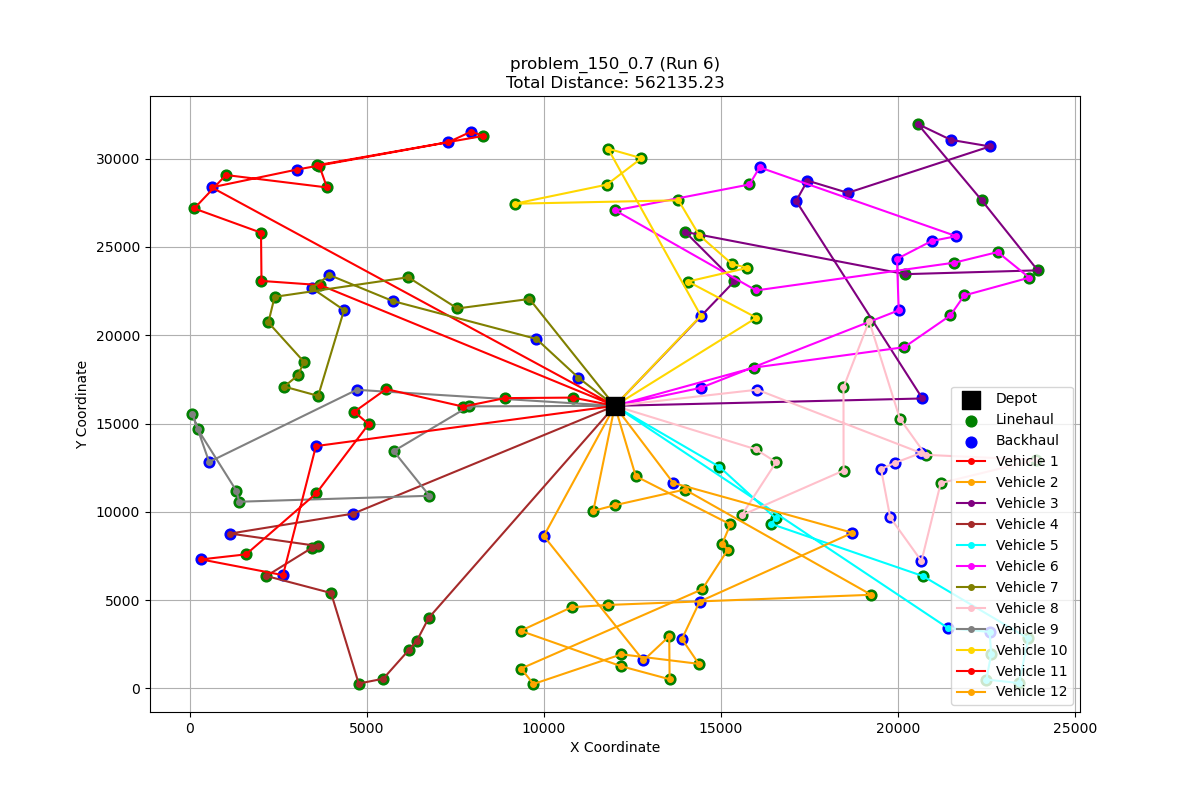 problem_150_0.7 (Run 6)
Total Distance: 562135.23
30000
25000
20000
15000
10000
5000
0
Y Coordinate
0
5000
10000
15000
20000
25000
X Coordinate
Depot
Linehaul
Backhaul
Vehicle 1
Vehicle 2
Vehicle 3
Vehicle 4
Vehicle 5
Vehicle 6
Vehicle 7
Vehicle 8
Vehicle 9
Vehicle 10
Vehicle 11
Vehicle 12